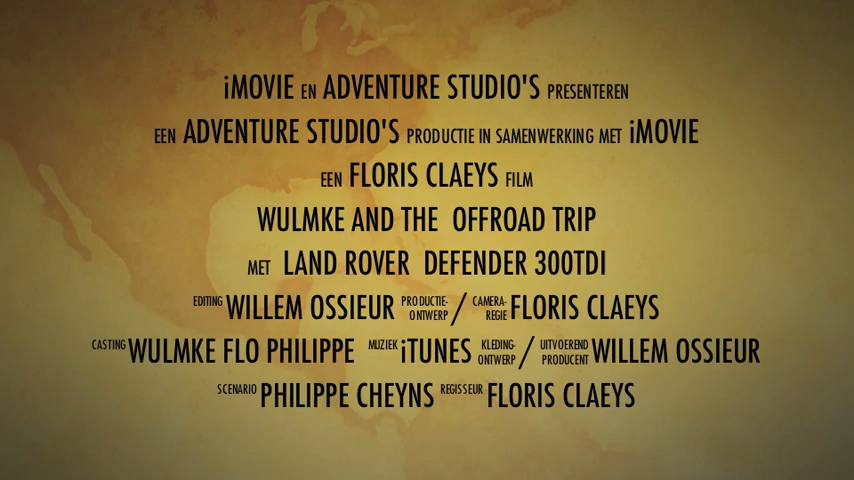 iMOVIE EN ADVENTURE STUDIO'S PRESENTEREN
EEN ADVENTURE STUDIO'S PRODUCTIE IN SAMENWERKING MET iMOVIE
EEN FLORIS CLAEYS FILM
WULMKE AND THE OFFROAD TRIP
MET LAND ROVER DEFENDER 300TDI
EDITING WILLEM OSSIEUR PRODUCTIE-ONTWERP / CAMERA-REGIE FLORIS CLAEYS
CASTING WULMKE FLO PHILIPPE MUZIEK iTUNES KLEDING-ONTWERP / UITVOEREND PRODUCENT WILLEM OSSIEUR
SCENARIO PHILIPPE CHEYNS REGISSEUR FLORIS CLAEYS